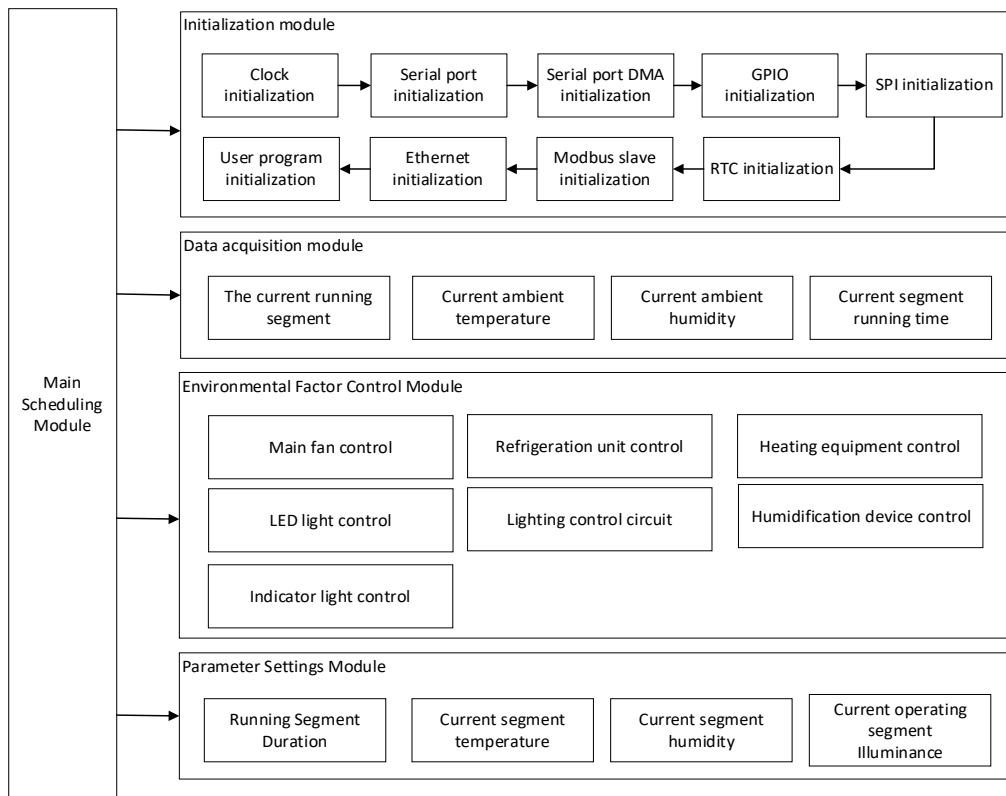 Main
Scheduling
Module
Initialization module
Clock
initialization
Serial port
initialization
Serial port DMA
initialization
GPIO
initialization
SPI initialization
User program
initialization
Ethernet
initialization
Modbus slave
initialization
RTC initialization
Data acquisition module
The current running
segment
Current ambient
temperature
Current ambient
humidity
Current segment
running time
Environmental Factor Control Module
Main fan control
Refrigeration unit control
Heating equipment control
LED light control
Lighting control circuit
Humidification device control
Indicator light control
Parameter Settings Module
Running Segment
Duration
Current segment
temperature
Current segment
humidity
Current operating
segment
Illuminance